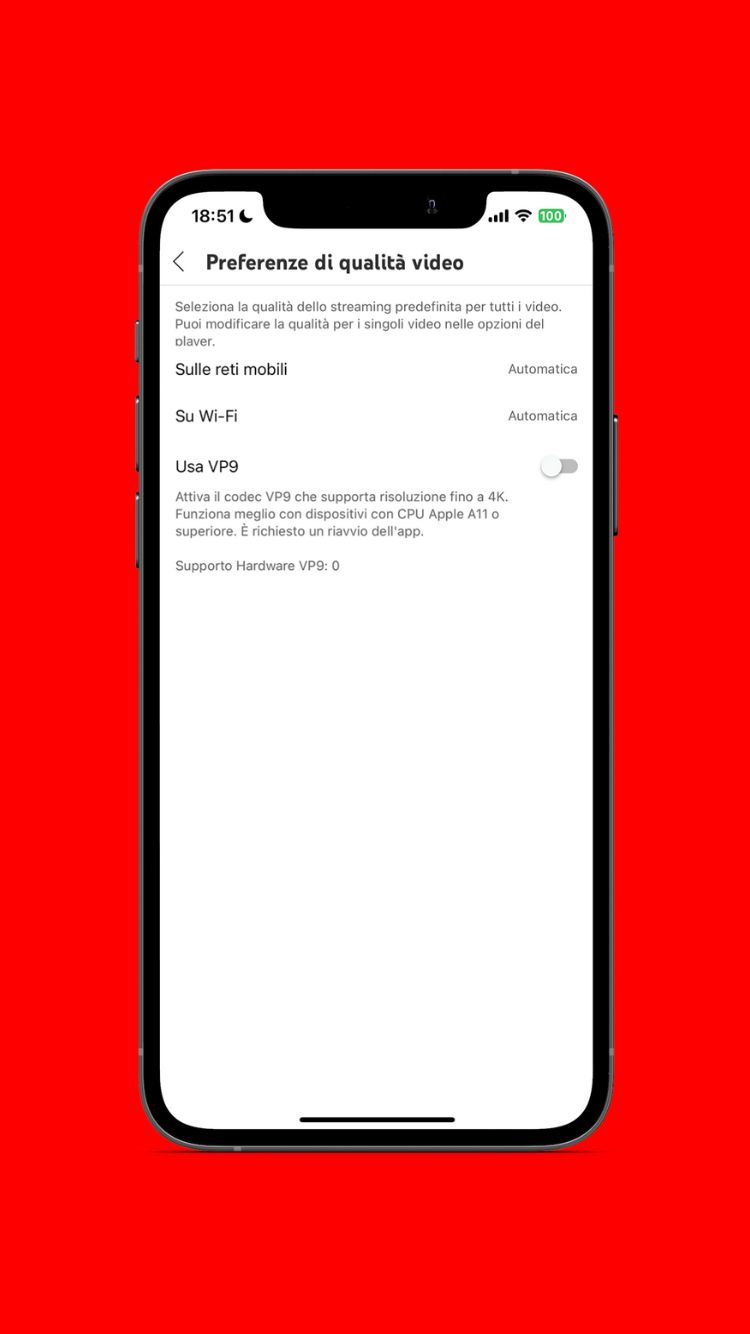 18:51
100
Preferenze di qualità video
Seleziona la qualità dello streaming predefinita per tutti i video.
Puoi modificare la qualità per i singoli video nelle opzioni del
player.
Sulle reti mobili Automatica
Su Wi-Fi Automatica
Usa VP9
Attiva il codec VP9 che supporta risoluzione fino a 4K.
Funziona meglio con dispositivi con CPU Apple A11 o
superiore. È richiesto un riavvio dell'app.
Supporto Hardware VP9: 0